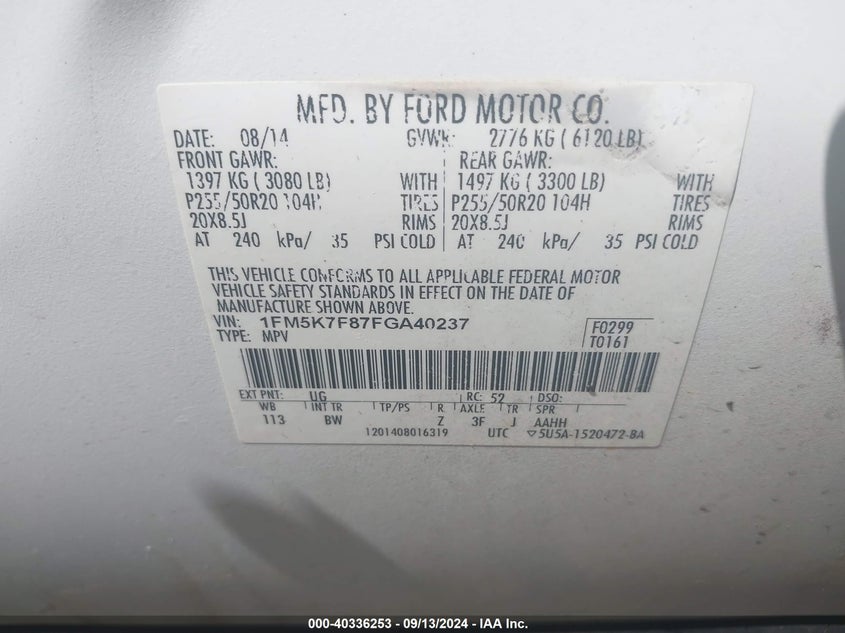 MFD. BY FORD MOTOR CO.
DATE: 08/14 GVWR: 2776 KG ( 6120 LB)
FRONT GAWR: REAR GAWR:
1397 KG ( 3080 LB) WITH 1497 KG ( 3300 LB) WITH
P255/50R20 104H TIRES P255/50R20 104H TIRES
20X8.5J RIMS 20X8.5J RIMS
AT 240 kPa/ 35 PSI COLD AT 240 kPa/ 35 PSI COLD
THIS VEHICLE CONFORMS TO ALL APPLICABLE FEDERAL MOTOR
VEHICLE SAFETY STANDARDS IN EFFECT ON THE DATE OF
MANUFACTURE SHOWN ABOVE.
VIN: 1FM5K7F87FGA40237 F0299
TYPE: MPV T0161
EXT PNT: UG RC: 52 DSO:
WB INT TR TP/PS R AXLE TR SPR
113 BW Z 3F J AAHH
1201408016319 UTC ▽5U5A-1520472-BA
000-40336253 - 09/13/2024 - IAA Inc.